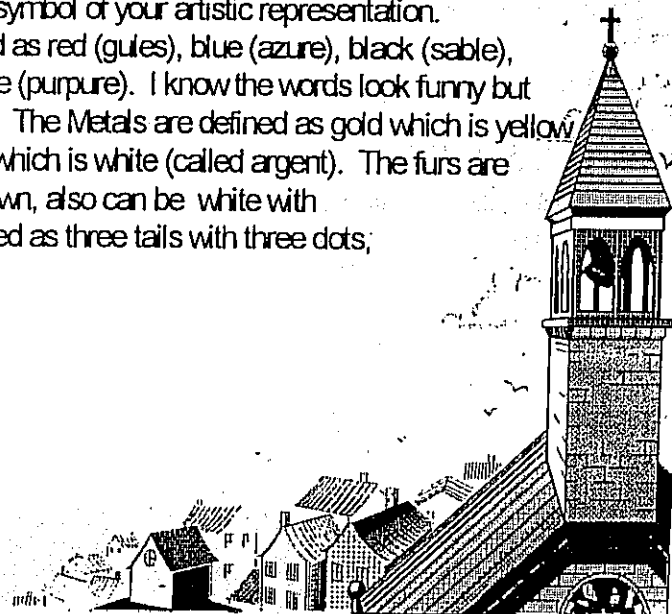 symbol of your artistic representation.
d as red (gules), blue (azure), black (sable),
e (purpure). I know the words look funny but
The Metals are defined as gold which is yellow
which is white (called argent). The furs are
wn, also can be white with
ed as three tails with three dots;